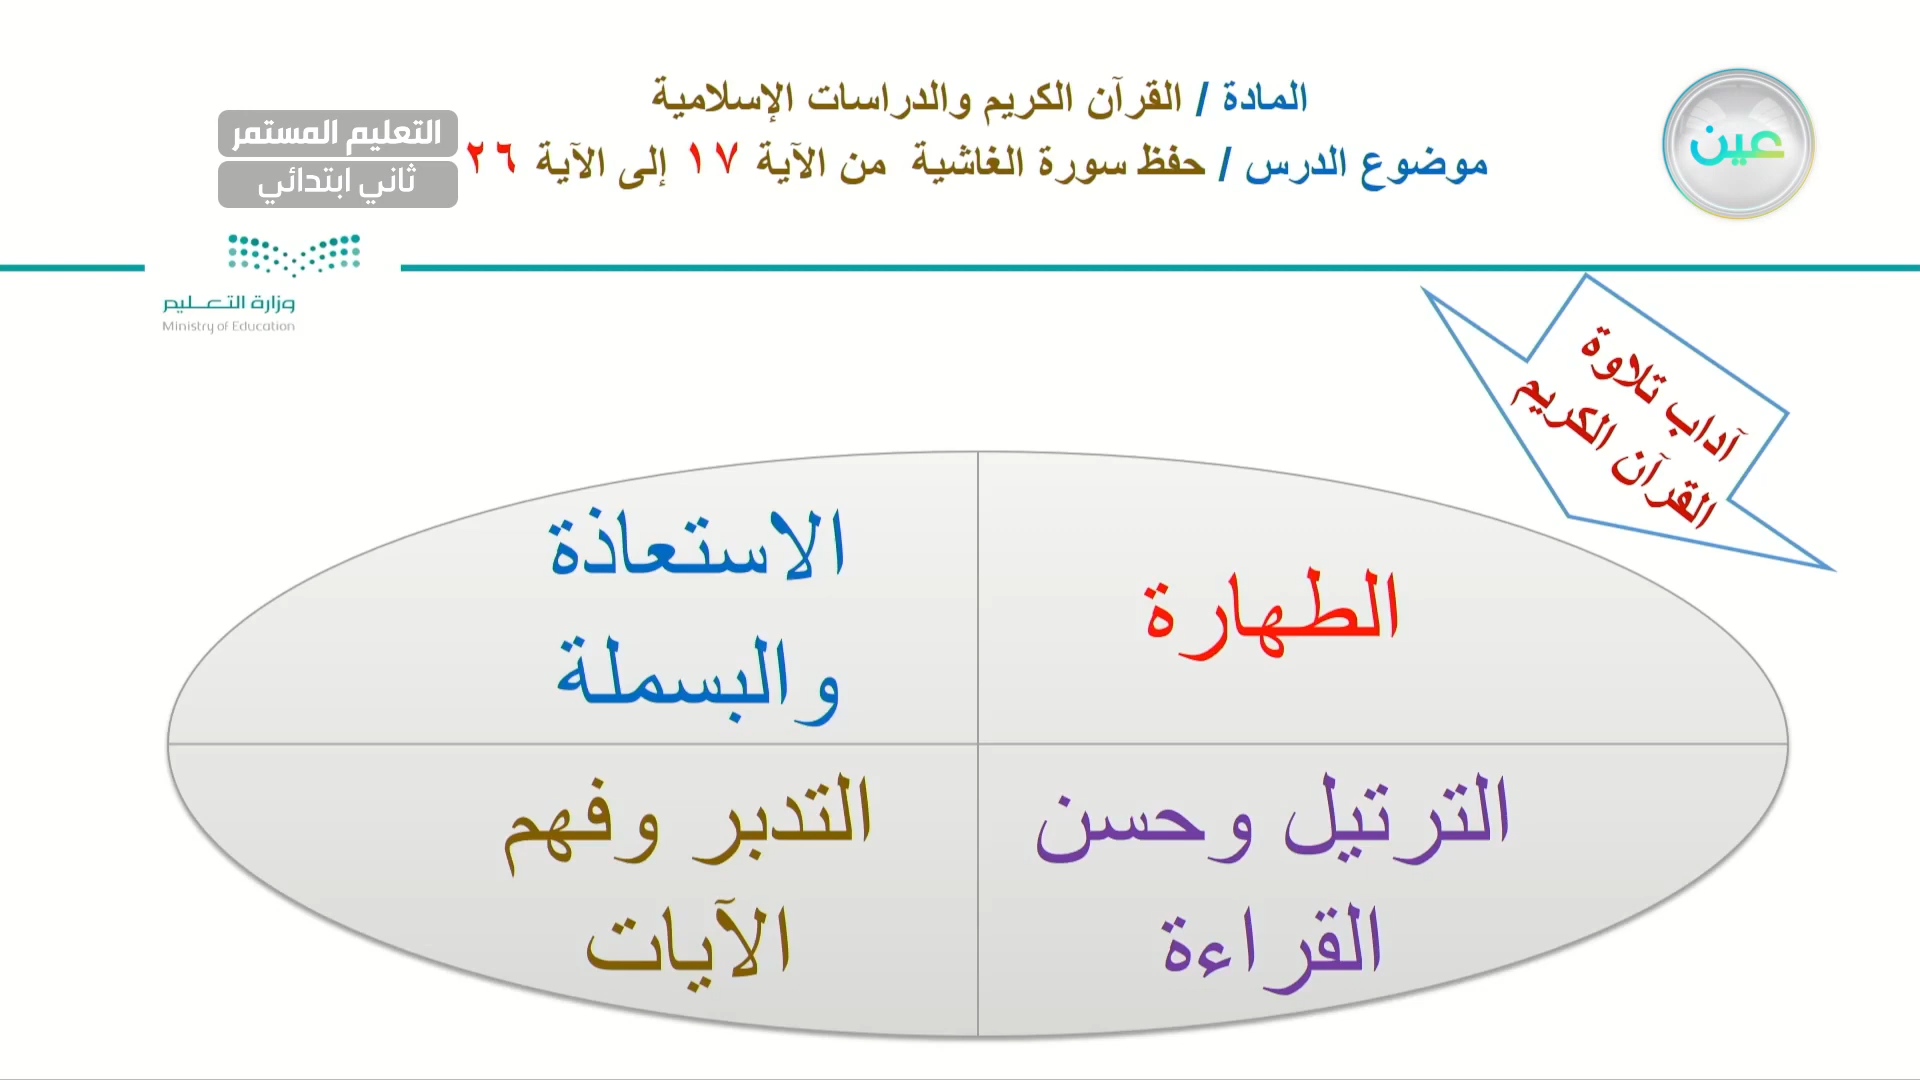 المادة / القرآن الكريم والدراسات الإسلامية
موضوع الدرس / حفظ سورة الغاشية من الآية ١٧ إلى الآية ٢٦
عين
التعليم المستمر
ثاني ابتدائي
وزارة التعليم
Ministry of Education
آداب تلاوة
القرآن الكريم
الطهارة
الاستعاذة
والبسملة
الترتيل وحسن
القراءة
التدبر وفهم
الآيات